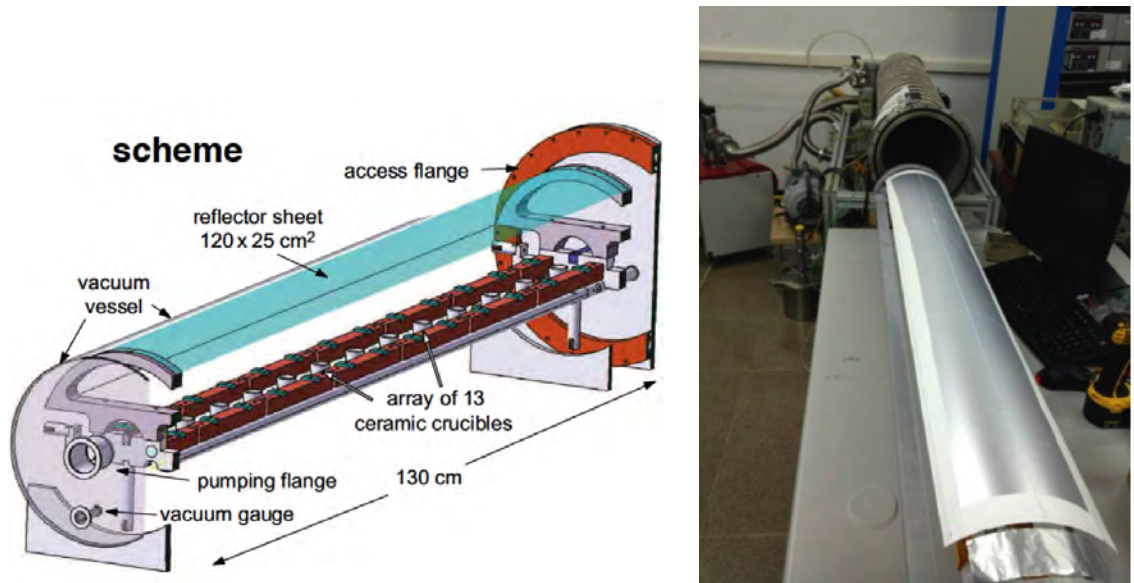 scheme
access flange
reflector sheet
120 x 25 cm²
vacuum
vessel
array of 13
ceramic crucibles
130 cm
pumping flange
vacuum gauge